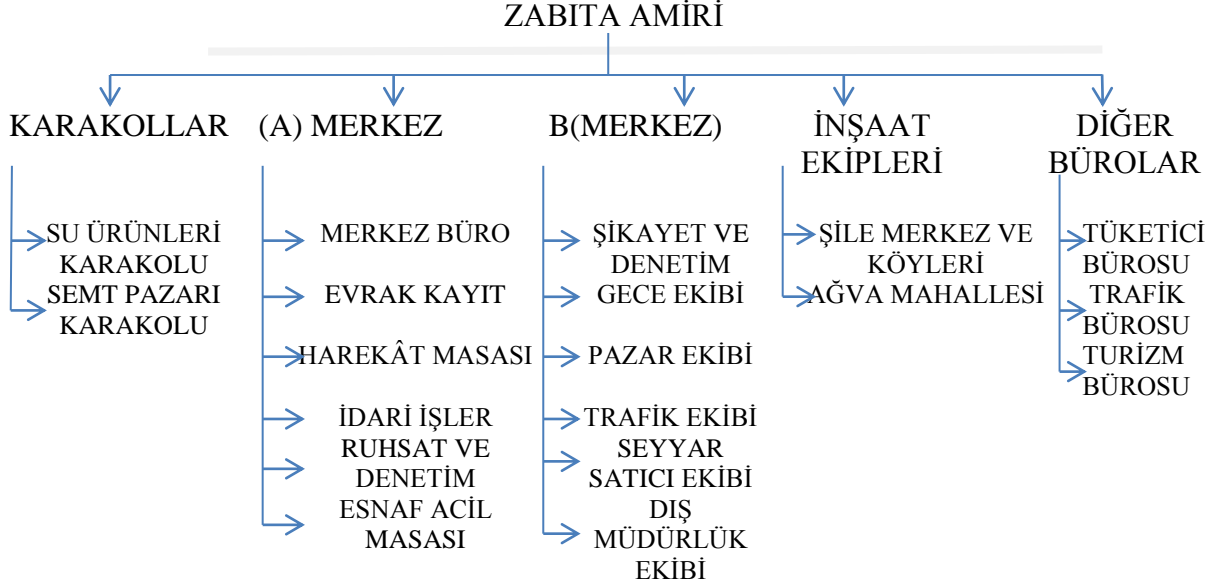 ZABITA AMİRİ
KARAKOLLAR
SU ÜRÜNLERİ
KARAKOLU
SEMT PAZARI
KARAKOLU
(A) MERKEZ
MERKEZ BÜRO
EVRAK KAYIT
HAREKÂT MASASI
İDARİ İŞLER
RUHSAT VE
DENETİM
ESNAF ACİL
MASASI
B(MERKEZ)
ŞİKAYET VE
DENETİM
GECE EKİBİ
PAZAR EKİBİ
TRAFİK EKİBİ
SEYYAR
SATICI EKİBİ
DIŞ
MÜDÜRLÜK
EKİBİ
İNŞAAT
EKİPLERİ
ŞİLE MERKEZ VE
KÖYLERİ
AĞVA MAHALLESİ
DİĞER
BÜROLAR
TÜKETİCİ
BÜROSU
TRAFİK
BÜROSU
TURİZM
BÜROSU